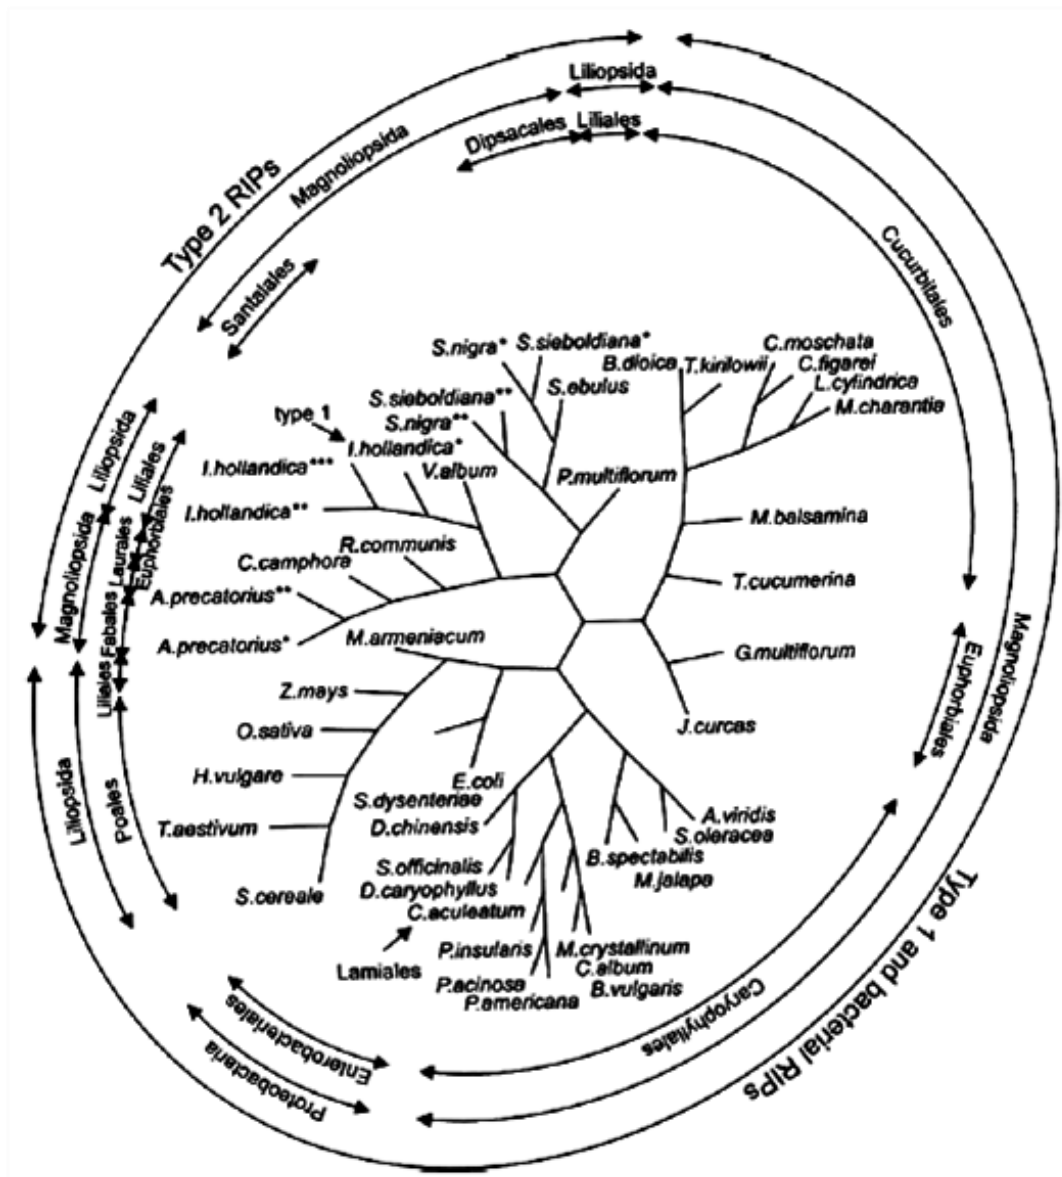 Liliopsida
Dipsacales
Liliales
Magnoliopsida
Type 2 RIPs
Santalales
Cucurbitales
S.nigra*
S.sieboldiana*
C.moschata
B.dioica
T.kirilowii
C.figarei
L.cylindrica
M.charantia
S.sieboldiana**
S.ebulus
S.nigra**
type 1
I.hollandica*
I.hollandica***
V.album
P.multiflorum
I.hollandica**
M.balsamina
R.communis
C.camphora
T.cucumerina
A.precatorius**
A.precatorius*
M.armeniacum
G.multiflorum
Z.mays
O.sativa
J.curcas
H.vulgare
E.coli
S.dysenteriae
T.aestivum
D.chinensis
A.viridis
S.oleracea
B.spectabilis
M.jalapa
S.cereale
S.officinalis
D.caryophyllus
C.aculeatum
Lamiales
P.insularis
M.crystallinum
C.album
P.acinosa
B.vulgaris
P.americana
Liliopsida
Liliales
Euphorbiales
Laurales
Magnoliopsida
Fabales
Liliales
Liliopsida
Poales
Enterobacteriales
Proteobacteria
Caryophyllales
Euphorbiales
Magnoliopsida
Type 1 and bacterial RIPs